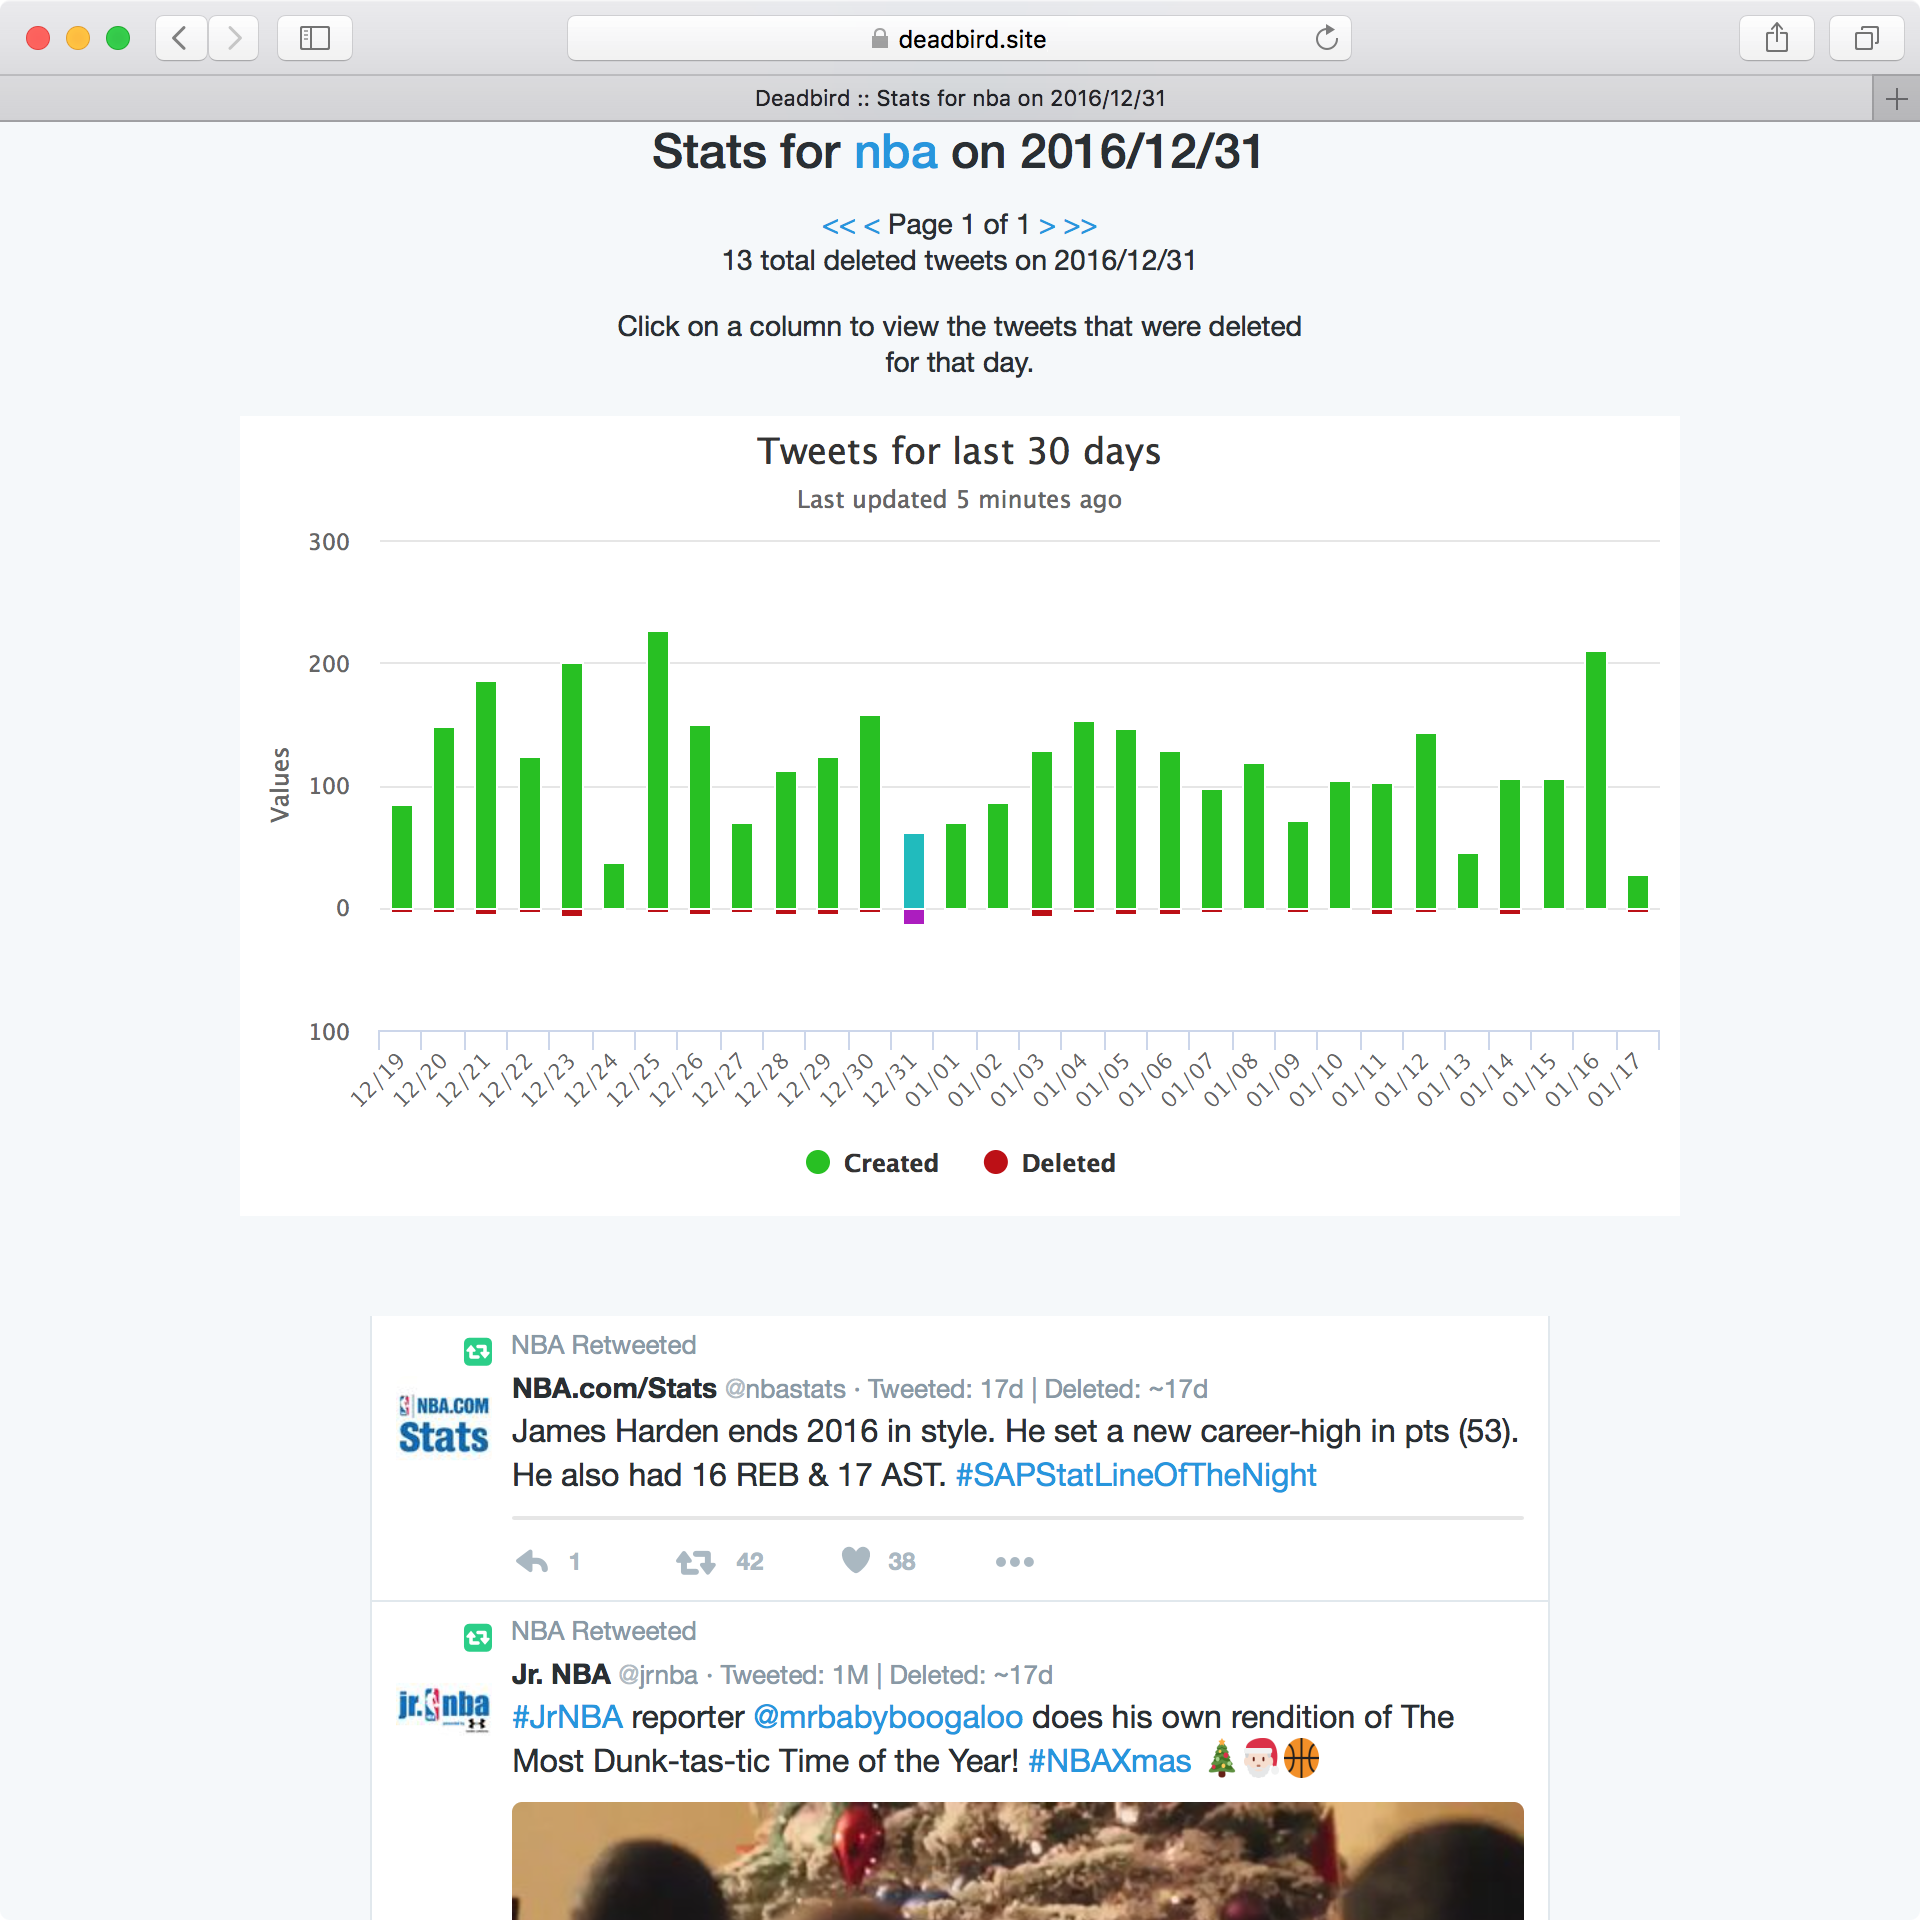 deadbird.site
Deadbird :: Stats for nba on 2016/12/31
Stats for nba on 2016/12/31
<< < Page 1 of 1 > >>
13 total deleted tweets on 2016/12/31
Click on a column to view the tweets that were deleted
for that day.
Tweets for last 30 days
Last updated 5 minutes ago
300
200
100
0
100
Values
12/19 12/20 12/21 12/22 12/23 12/24 12/25 12/26 12/27 12/28 12/29 12/30 12/31 01/01 01/02 01/03 01/04 01/05 01/06 01/07 01/08 01/09 01/10 01/11 01/12 01/13 01/14 01/15 01/16 01/17
Created Deleted
NBA Retweeted
NBA.com/Stats @nbastats · Tweeted: 17d | Deleted: ~17d
NBA.COM
Stats
James Harden ends 2016 in style. He set a new career-high in pts (53).
He also had 16 REB & 17 AST. #SAPStatLineOfTheNight
1 42 38
NBA Retweeted
Jr. NBA @jrnba · Tweeted: 1M | Deleted: ~17d
jr. nba
#JrNBA reporter @mrbabyboogaloo does his own rendition of The
Most Dunk-tas-tic Time of the Year! #NBAXmas 🎄🎅🏻🏀